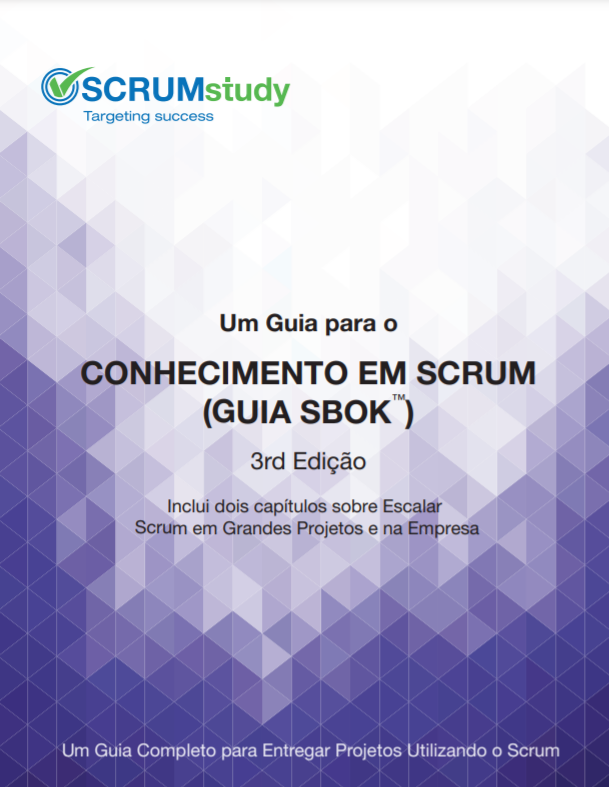 SCRUMstudy
Targeting success
Um Guia para o
CONHECIMENTO EM SCRUM
(GUIA SBOK™)
3rd Edição
Inclui dois capítulos sobre Escalar
Scrum em Grandes Projetos e na Empresa
Um Guia Completo para Entregar Projetos Utilizando o Scrum